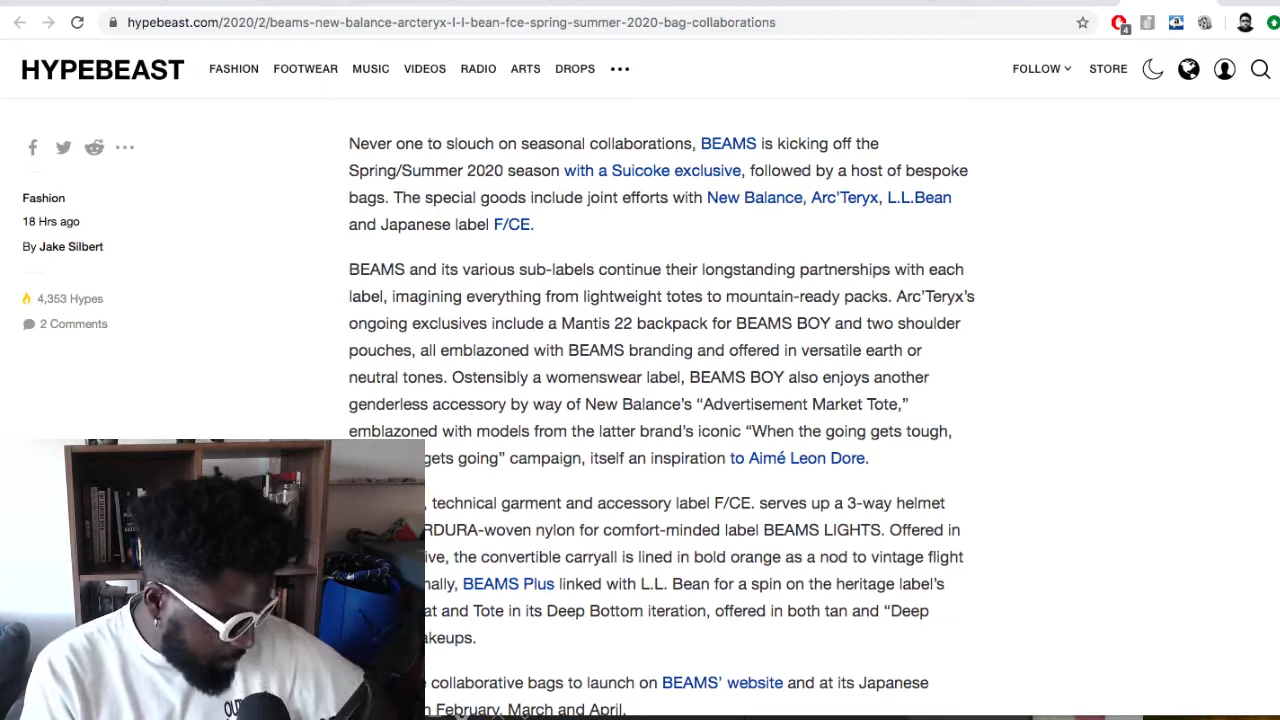 hypebeast.com/2020/2/beams-new-balance-arcteryx-l-l-bean-fce-spring-summer-2020-bag-collaborations
4
HYPEBEAST FASHION FOOTWEAR MUSIC VIDEOS RADIO ARTS DROPS ••• FOLLOW STORE
Fashion
18 Hrs ago
By Jake Silbert
4,353 Hypes
2 Comments
Never one to slouch on seasonal collaborations, BEAMS is kicking off the
Spring/Summer 2020 season with a Suicoke exclusive, followed by a host of bespoke
bags. The special goods include joint efforts with New Balance, Arc’Teryx, L.L.Bean
and Japanese label F/CE.
BEAMS and its various sub-labels continue their longstanding partnerships with each
label, imagining everything from lightweight totes to mountain-ready packs. Arc’Teryx’s
ongoing exclusives include a Mantis 22 backpack for BEAMS BOY and two shoulder
pouches, all emblazoned with BEAMS branding and offered in versatile earth or
neutral tones. Ostensibly a womenswear label, BEAMS BOY also enjoys another
genderless accessory by way of New Balance’s “Advertisement Market Tote,”
emblazoned with models from the latter brand’s iconic “When the going gets tough,
gets going” campaign, itself an inspiration to Aimé Leon Dore.
, technical garment and accessory label F/CE. serves up a 3-way helmet
RDURA-woven nylon for comfort-minded label BEAMS LIGHTS. Offered in
ive, the convertible carryall is lined in bold orange as a nod to vintage flight
nally, BEAMS Plus linked with L.L. Bean for a spin on the heritage label’s
at and Tote in its Deep Bottom iteration, offered in both tan and “Deep
akeups.
collaborative bags to launch on BEAMS’ website and at its Japanese
n February, March and April.